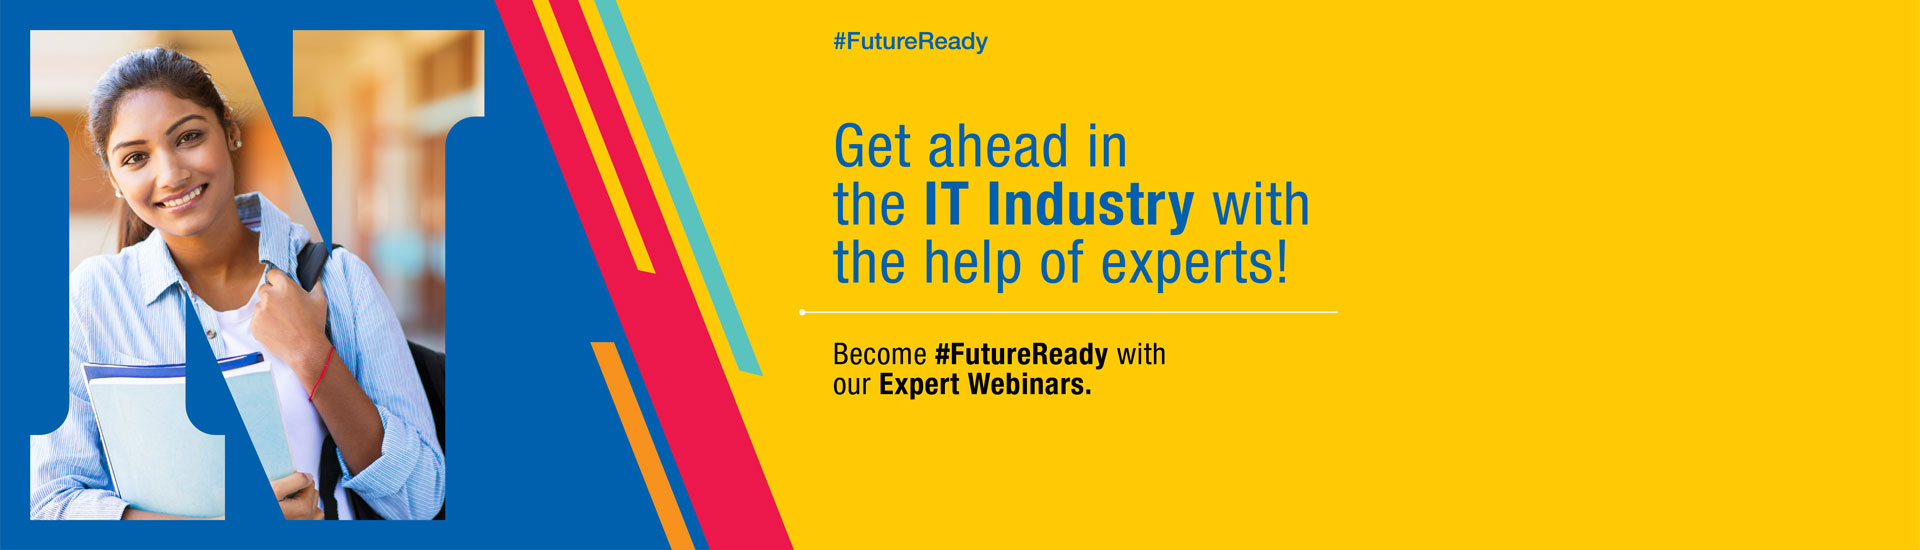 #FutureReady
Get ahead in
the IT Industry with
the help of experts!
Become #FutureReady with
our Expert Webinars.